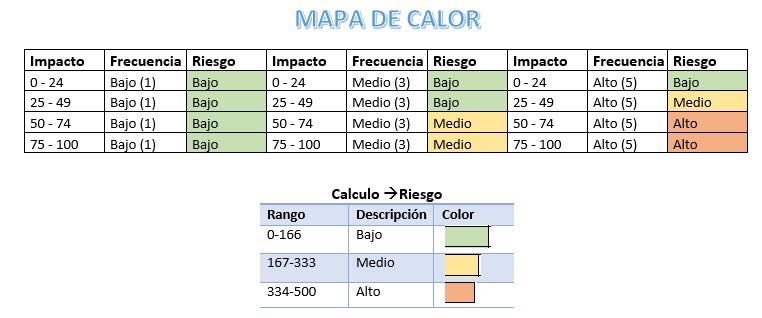 MAPA DE CALOR
Impacto Frecuencia Riesgo Impacto Frecuencia Riesgo Impacto Frecuencia Riesgo
0 - 24 Bajo (1) Bajo 0 - 24 Medio (3) Bajo 0 - 24 Alto (5) Bajo
25 - 49 Bajo (1) Bajo 25 - 49 Medio (3) Bajo 25 - 49 Alto (5) Medio
50 - 74 Bajo (1) Bajo 50 - 74 Medio (3) Medio 50 - 74 Alto (5) Alto
75 - 100 Bajo (1) Bajo 75 - 100 Medio (3) Medio 75 - 100 Alto (5) Alto
Calculo →Riesgo
Rango Descripción Color
0-166 Bajo
167-333 Medio
334-500 Alto